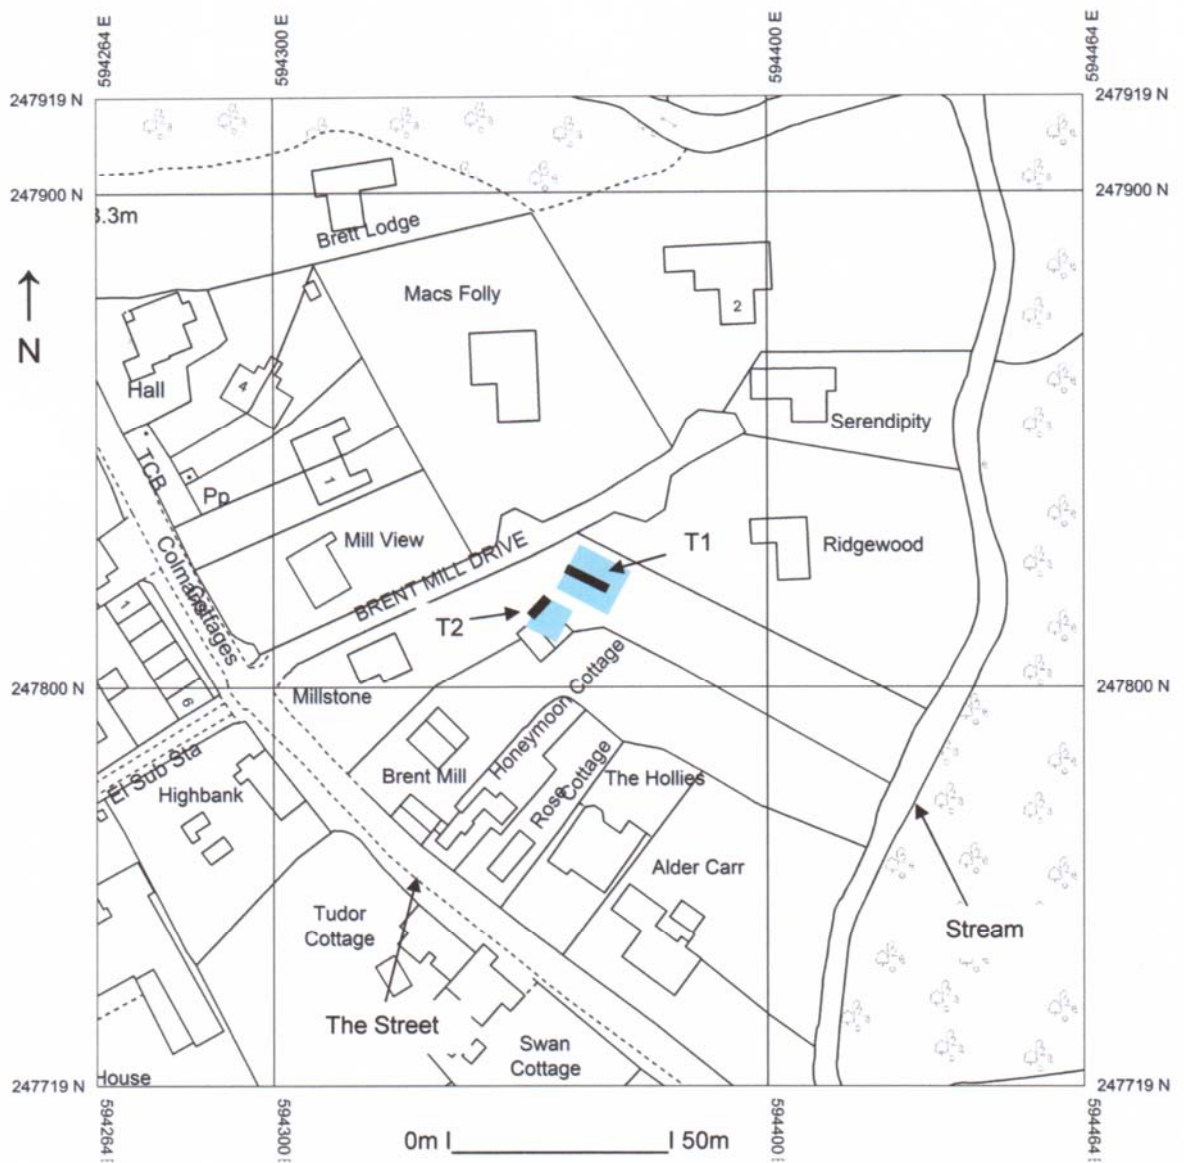 594264 E
594300 E
594400 E
594464 E
247919 N
247919 N
247900 N
247900 N
3.3m
Brett Lodge
N
Macs Folly
2
Hall
4
Serendipity
TCB
Pp
1
Mill View
T1
Ridgewood
Colmans
Cottages
BRENT MILL DRIVE
1
T2
6
Millstone
247800 N
247800 N
Honeymoon Cottage
El Sub Sta
Highbank
Brent Mill
Rose Cottage
The Hollies
Alder Carr
Tudor
Cottage
Stream
The Street
Swan
Cottage
House
247719 N
247719 N
594264 E
594300
594400 E
594464 E
0m
50m